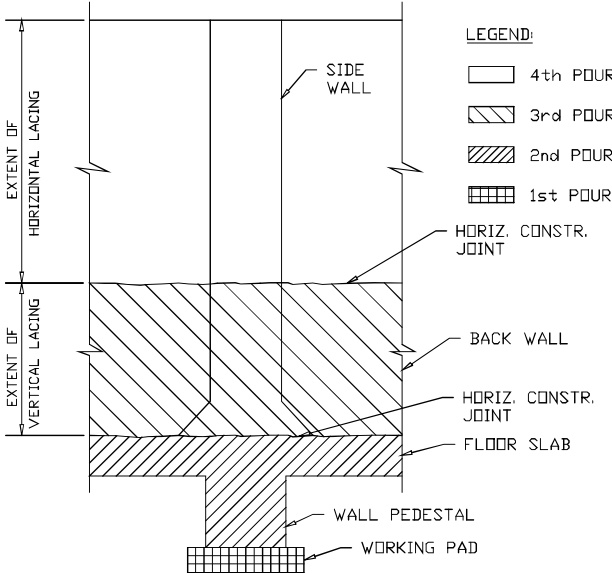 LEGEND:
4th POUR
3rd POUR
2nd POUR
1st POUR
SIDE
WALL
EXTENT OF
HORIZONTAL LACING
HORIZ. CONSTR.
JOINT
EXTENT OF
VERTICAL LACING
BACK WALL
HORIZ. CONSTR.
JOINT
FLOOR SLAB
WALL PEDESTAL
WORKING PAD